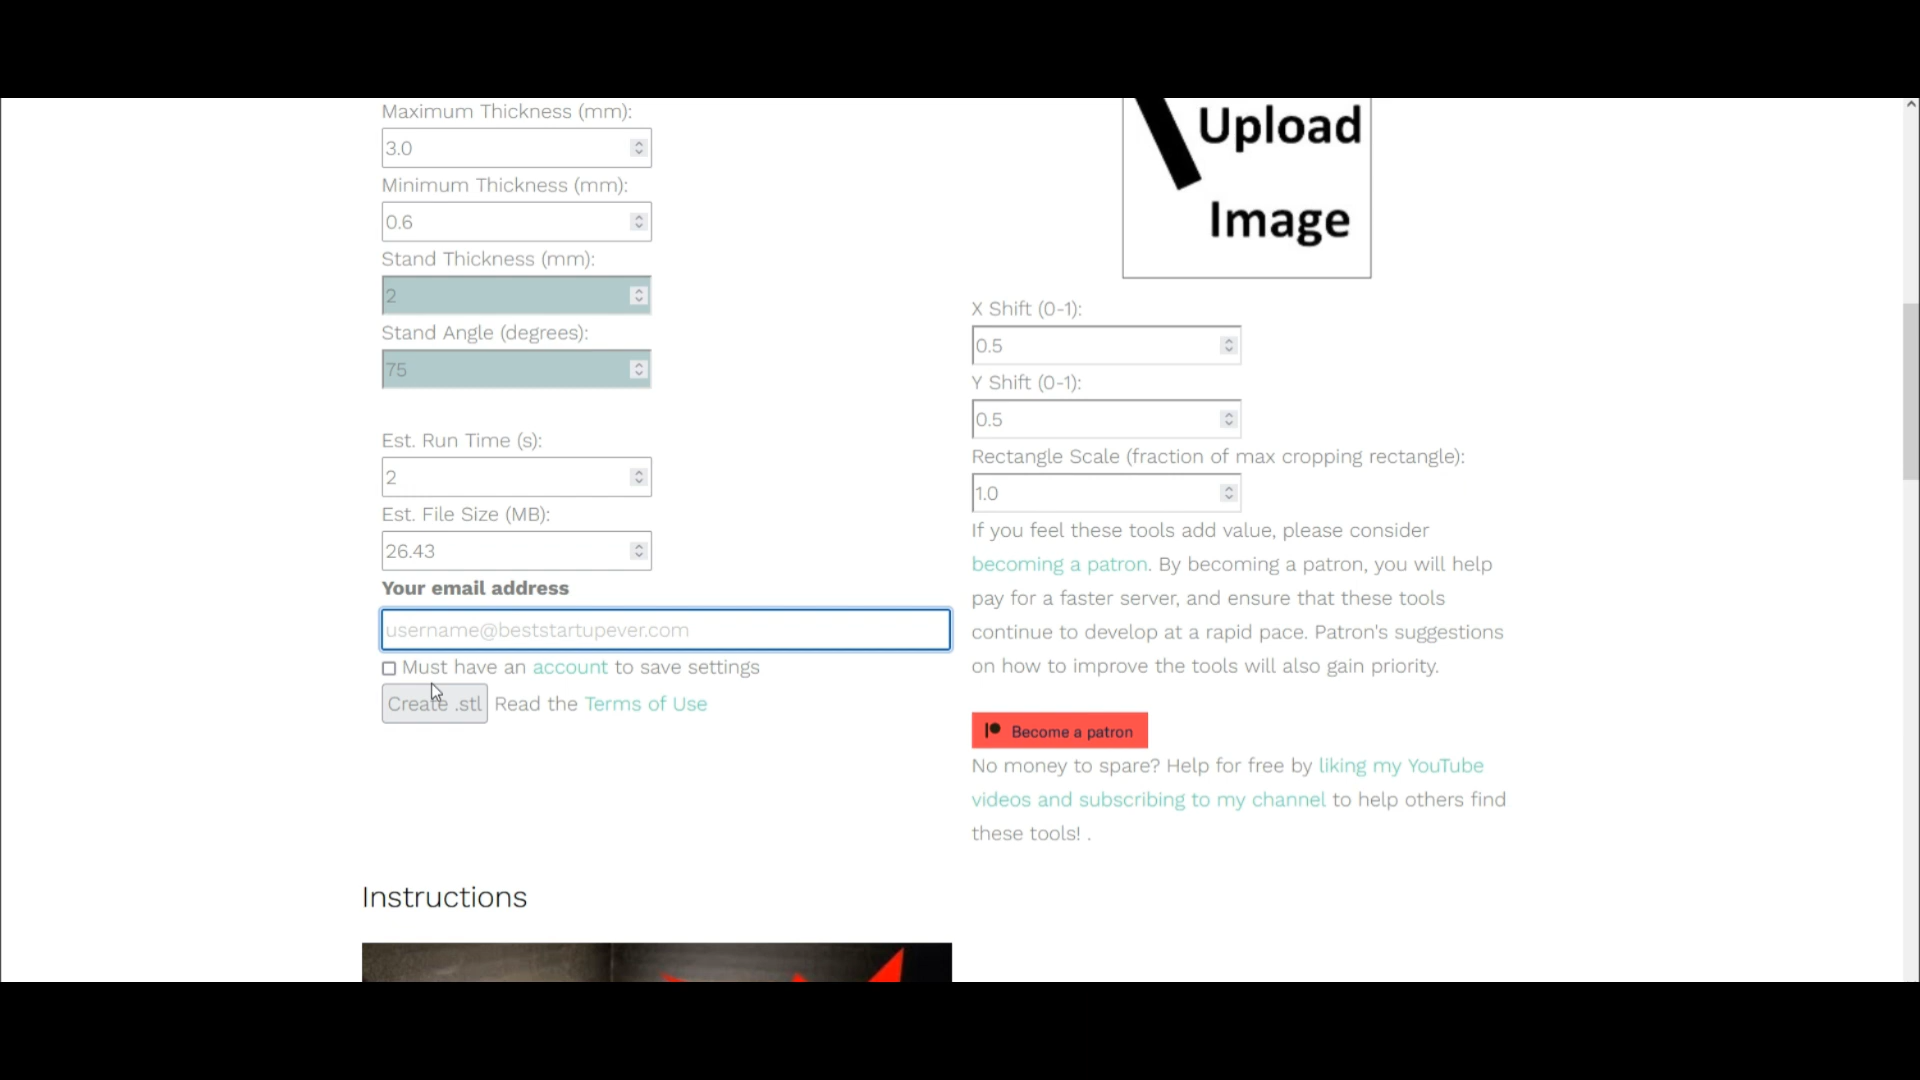 Maximum Thickness (mm):
3.0
Minimum Thickness (mm):
0.6
Stand Thickness (mm):
2
Stand Angle (degrees):
75
Est. Run Time (s):
2
Est. File Size (MB):
26.43
Your email address
username@beststartupever.com
Must have an account to save settings
Create .stl Read the Terms of Use
Upload
Image
X Shift (0-1):
0.5
Y Shift (0-1):
0.5
Rectangle Scale (fraction of max cropping rectangle):
1.0
If you feel these tools add value, please consider
becoming a patron. By becoming a patron, you will help
pay for a faster server, and ensure that these tools
continue to develop at a rapid pace. Patron's suggestions
on how to improve the tools will also gain priority.
Become a patron
No money to spare? Help for free by liking my YouTube
videos and subscribing to my channel to help others find
these tools! .
Instructions